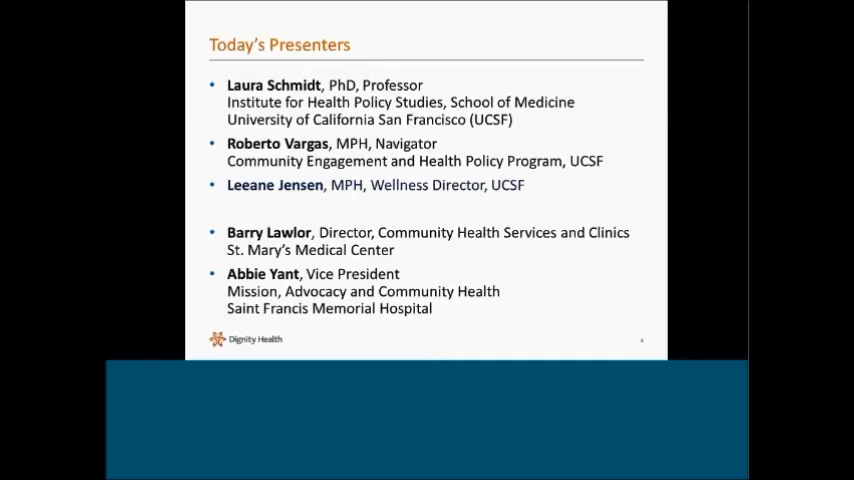 Today's Presenters
• Laura Schmidt, PhD, Professor
Institute for Health Policy Studies, School of Medicine
University of California San Francisco (UCSF)
• Roberto Vargas, MPH, Navigator
Community Engagement and Health Policy Program, UCSF
• Leeane Jensen, MPH, Wellness Director, UCSF
• Barry Lawlor, Director, Community Health Services and Clinics
St. Mary's Medical Center
• Abbie Yant, Vice President
Mission, Advocacy and Community Health
Saint Francis Memorial Hospital
Dignity Health